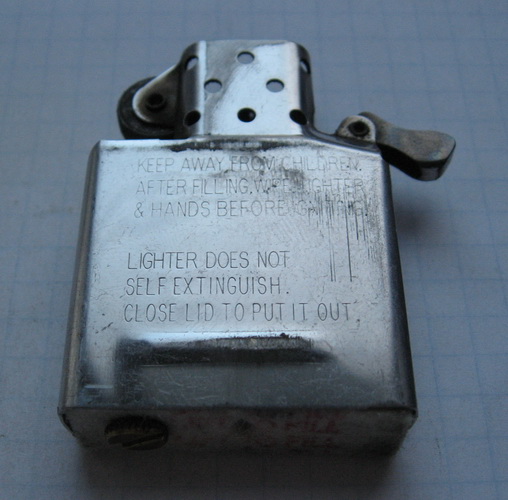 KEEP AWAY FROM CHILDREN.
AFTER FILLING, WIPE LIGHTER
& HANDS BEFORE IGNITING.
LIGHTER DOES NOT
SELF EXTINGUISH.
CLOSE LID TO PUT IT OUT.